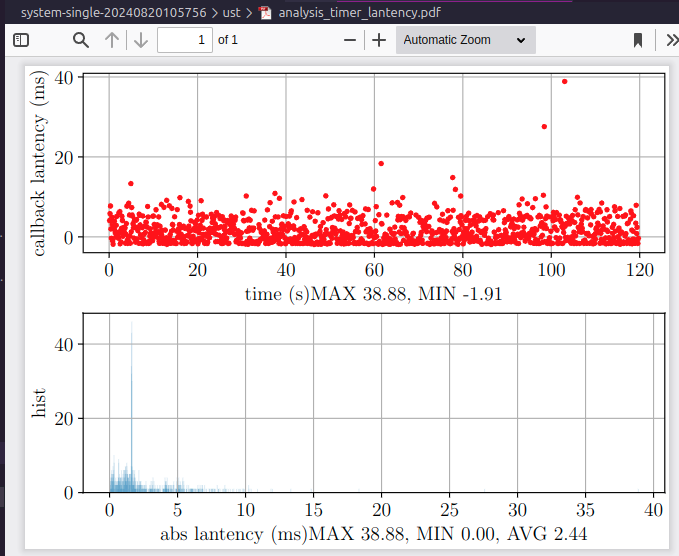 system-single-20240820105756 > ust > analysis_timer_lantency.pdf
1 of 1
Automatic Zoom
callback lantency (ms)
40
20
0
0 20 40 60 80 100 120
time (s)MAX 38.88, MIN -1.91
hist
40
20
0
0 5 10 15 20 25 30 35 40
abs lantency (ms)MAX 38.88, MIN 0.00, AVG 2.44